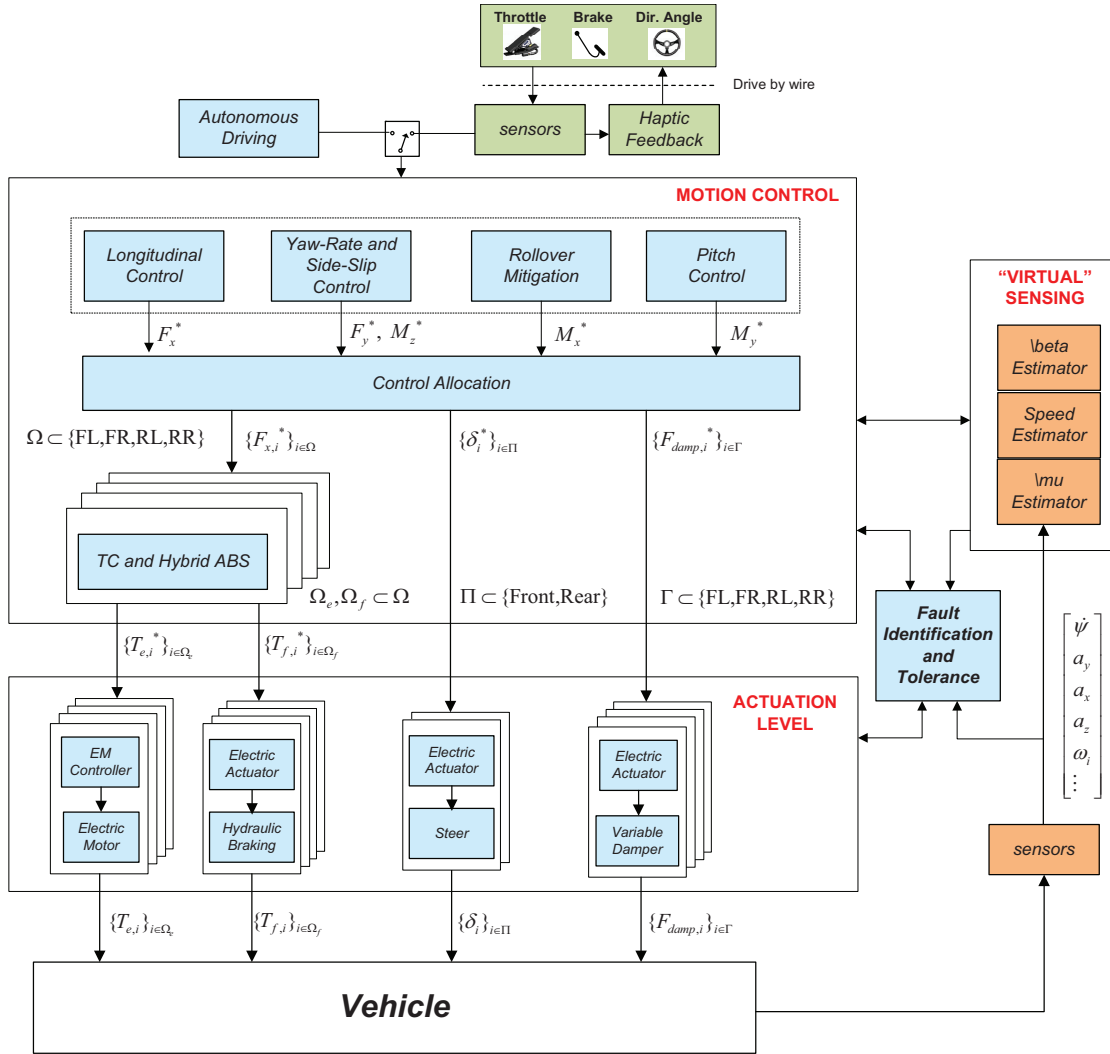 Throttle Brake Dir. Angle
Drive by wire
Autonomous
Driving
sensors
Haptic
Feedback
MOTION CONTROL
Longitudinal
Control
Yaw-Rate and
Side-Slip
Control
Rollover
Mitigation
Pitch
Control
F_x^*
F_y^*, M_z^*
M_x^*
M_y^*
Control Allocation
Ω ⊂ {FL,FR,RL,RR}
{F_{x,i}^*}_{i∈Ω}
{δ_i^*}_{i∈Π}
{F_{damp,i}^*}_{i∈Γ}
TC and Hybrid ABS
Ω_e, Ω_f ⊂ Ω
Π ⊂ {Front,Rear}
Γ ⊂ {FL,FR,RL,RR}
{T_{e,i}^*}_{i∈Ω_e}
{T_{f,i}^*}_{i∈Ω_f}
"VIRTUAL"
SENSING
\beta
Estimator
Speed
Estimator
\mu
Estimator
Fault
Identification
and
Tolerance
ψ̇
a_y
a_x
a_z
ω_i
⋮
sensors
ACTUATION
LEVEL
EM
Controller
Electric
Motor
Electric
Actuator
Hydraulic
Braking
Electric
Actuator
Steer
Electric
Actuator
Variable
Damper
{T_{e,i}}_{i∈Ω_e}
{T_{f,i}}_{i∈Ω_f}
{δ_i}_{i∈Π}
{F_{damp,i}}_{i∈Γ}
Vehicle